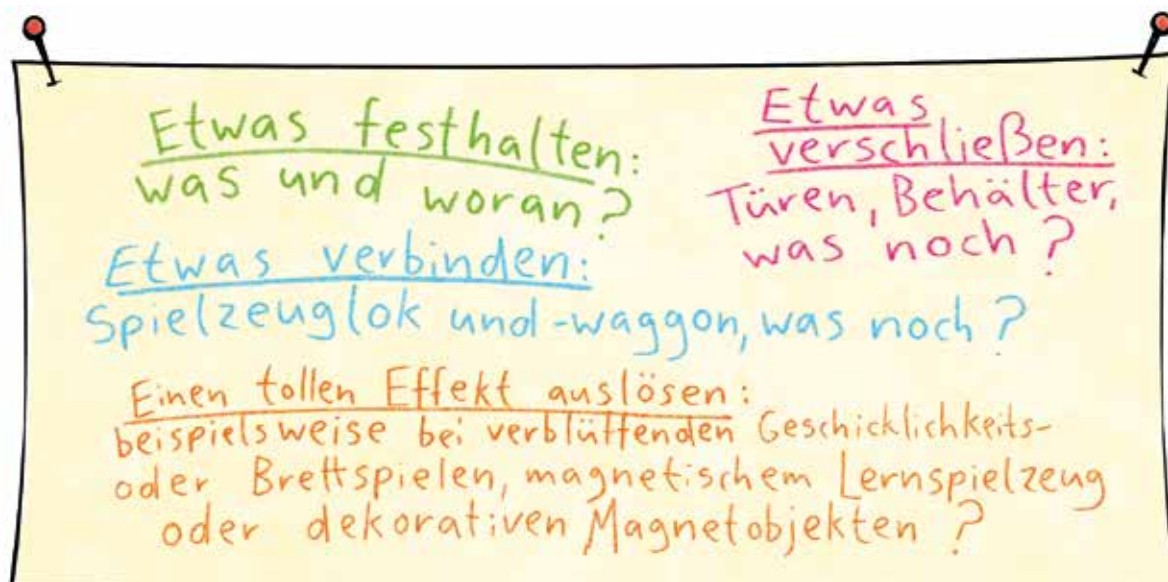 Etwas festhalten:
was und woran?
Etwas
verschließen:
Türen, Behälter,
was noch?
Etwas verbinden:
Spielzeuglok und -waggon, was noch?
Einen tollen Effekt auslösen:
beispielsweise bei verblüffenden Geschicklichkeits-
oder Brettspielen, magnetischem Lernspielzeug
oder dekorativen Magnetobjekten?